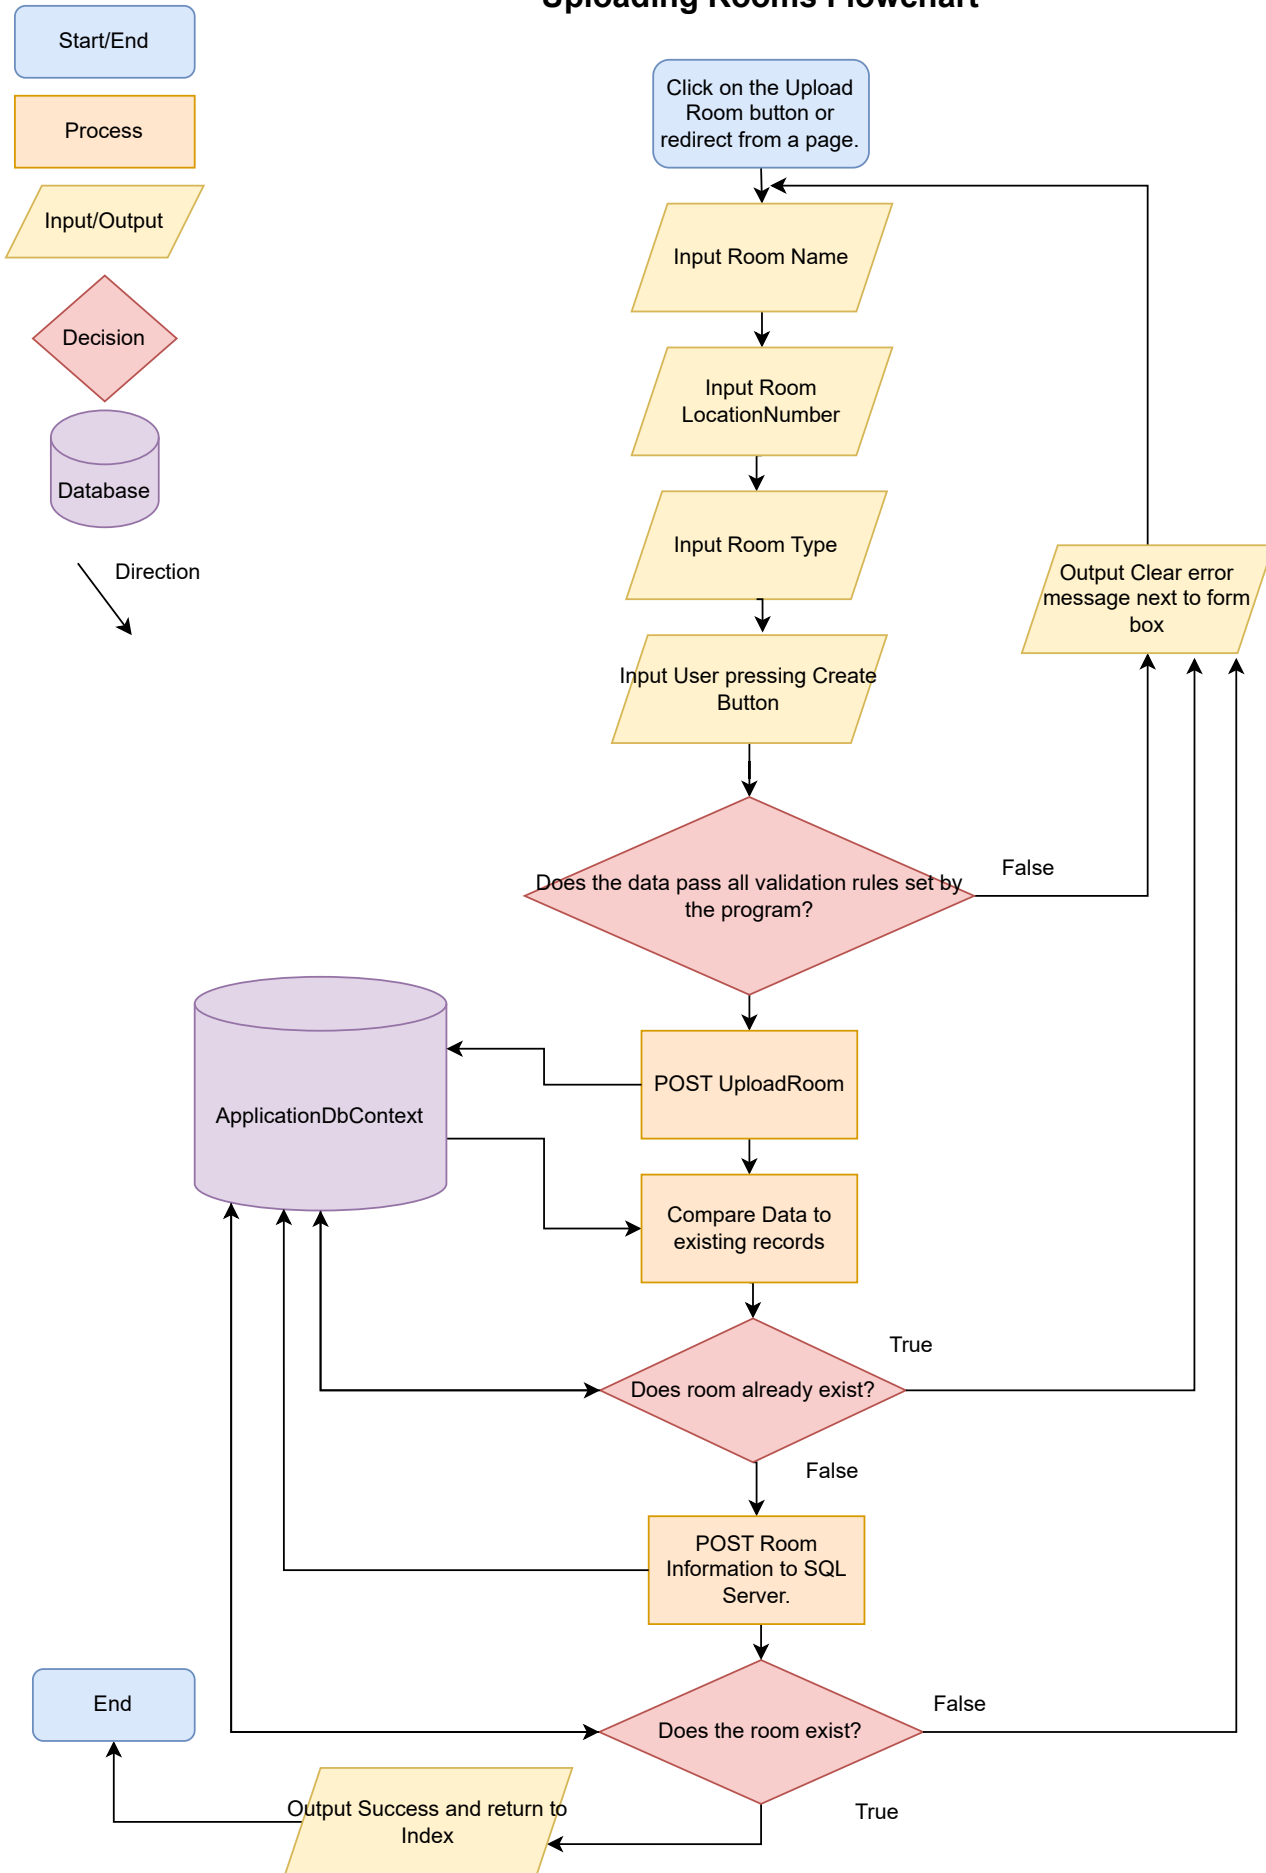 Uploading Rooms Flowchart
Start/End
Process
Input/Output
Decision
Database
Direction
Click on the Upload
Room button or
redirect from a page.
Input Room Name
Input Room
LocationNumber
Input Room Type
Input User pressing Create
Button
Output Clear error
message next to form
box
Does the data pass all validation rules set by
the program?
False
ApplicationDbContext
POST UploadRoom
Compare Data to
existing records
Does room already exist?
True
False
POST Room
Information to SQL
Server.
Does the room exist?
False
True
Output Success and return to
Index
End